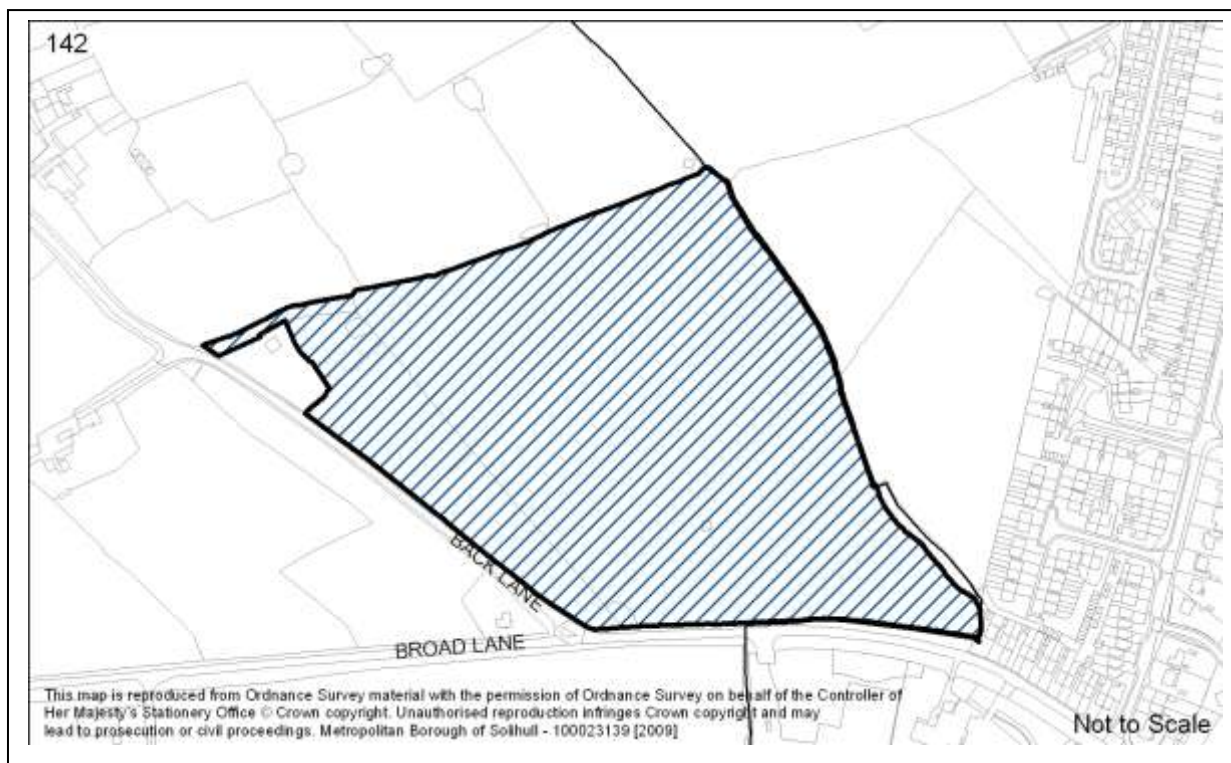 142
BACK LANE
BROAD LANE
This map is reproduced from Ordnance Survey material with the permission of Ordnance Survey on behalf of the Controller of
Her Majesty's Stationery Office © Crown copyright. Unauthorised reproduction infringes Crown copyright and may
lead to prosecution or civil proceedings. Metropolitan Borough of Solihull - 100023139 [2009]
Not to Scale